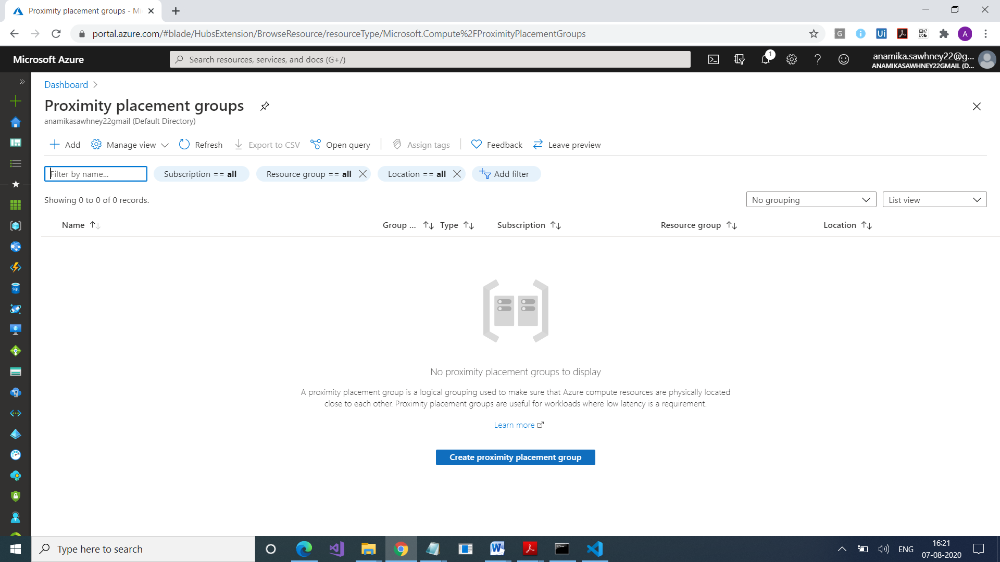 Proximity placement groups - Mi
portal.azure.com/#blade/HubsExtension/BrowseResource/resourceType/Microsoft.Compute%2FProximityPlacementGroups
G
i
Ui
A
Microsoft Azure
Search resources, services, and docs (G+/)
1
anamika.sawhney22@g...
ANAMIKASAWHNEY22GMAIL (D...
Dashboard
Proximity placement groups
anamikasawhney22gmail (Default Directory)
Add
Manage view
Refresh
Export to CSV
Open query
Assign tags
Feedback
Leave preview
Filter by name...
Subscription == all
Resource group == all
Location == all
Add filter
Showing 0 to 0 of 0 records.
No grouping
List view
Name
Group ...
Type
Subscription
Resource group
Location
SQL
No proximity placement groups to display
A proximity placement group is a logical grouping used to make sure that Azure compute resources are physically located
close to each other. Proximity placement groups are useful for workloads where low latency is a requirement.
Learn more
Create proximity placement group
Type here to search
W
ENG
16:21
07-08-2020